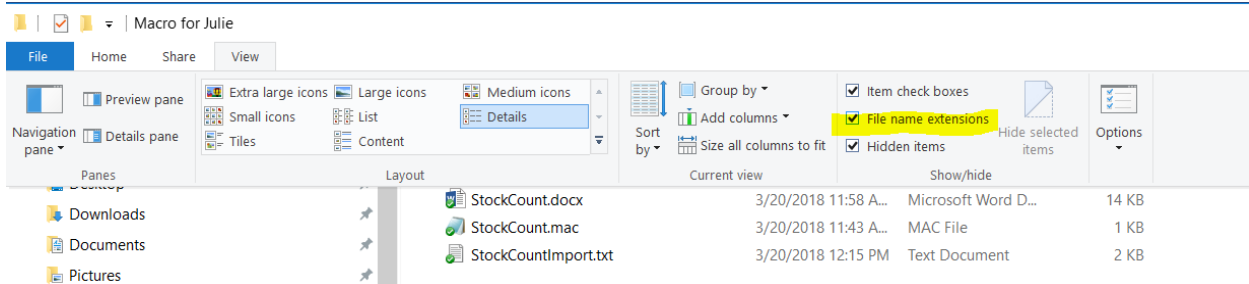 Macro for Julie
File Home Share View
Navigation pane
Preview pane
Details pane
Panes
Extra large icons Large icons Medium icons
Small icons List Details
Tiles Content
Layout
Sort by
Group by
Add columns
Size all columns to fit
Current view
Item check boxes
File name extensions
Hidden items
Hide selected items
Show/hide
Options
Desktop
Downloads
Documents
Pictures
StockCount.docx 3/20/2018 11:58 A... Microsoft Word D... 14 KB
StockCount.mac 3/20/2018 11:43 A... MAC File 1 KB
StockCountImport.txt 3/20/2018 12:15 PM Text Document 2 KB